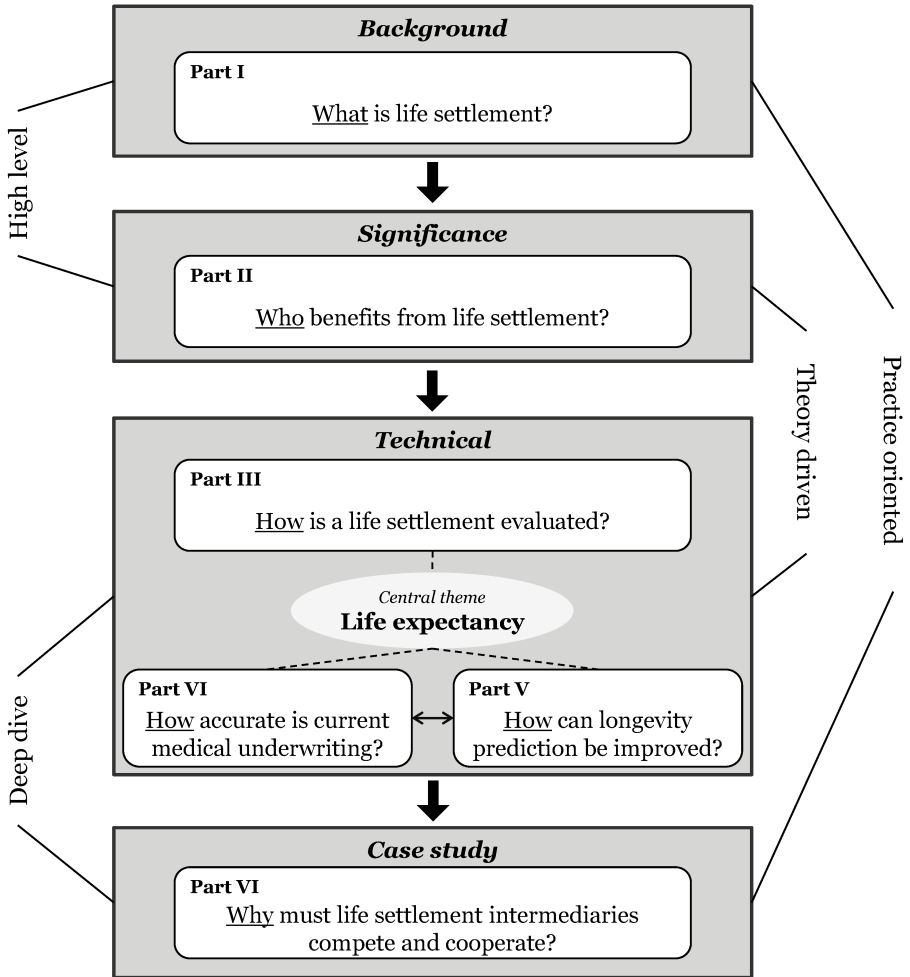 Background
Part I
What is life settlement?
High level
Significance
Part II
Who benefits from life settlement?
Theory driven
Practice oriented
Technical
Part III
How is a life settlement evaluated?
Central theme
Life expectancy
Part VI
How accurate is current
medical underwriting?
Part V
How can longevity
prediction be improved?
Deep dive
Case study
Part VI
Why must life settlement intermediaries
compete and cooperate?